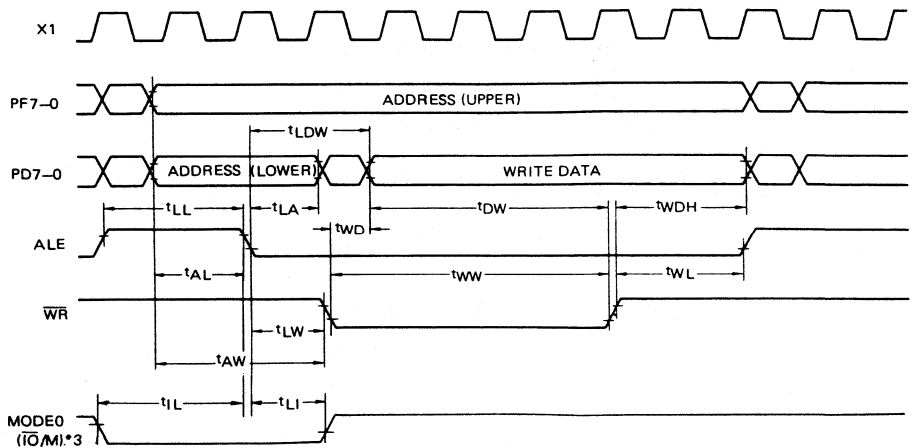 X1
PF7–0
ADDRESS (UPPER)
tLDW
PD7–0
ADDRESS (LOWER)
WRITE DATA
tLL
tLA
tWD
tDW
tWDH
ALE
tAL
tWW
tWL
WR
tLW
tAW
tIL
tLI
MODE0
(IO/M).*3